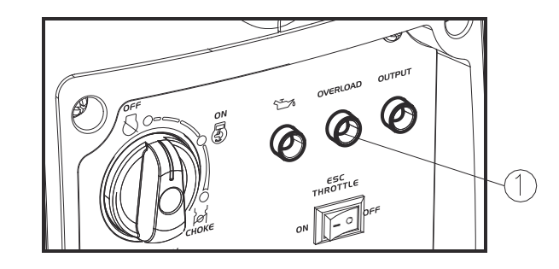 OFF
ON
CHOKE
OVERLOAD
OUTPUT
ESC
THROTTLE
ON
OFF
1